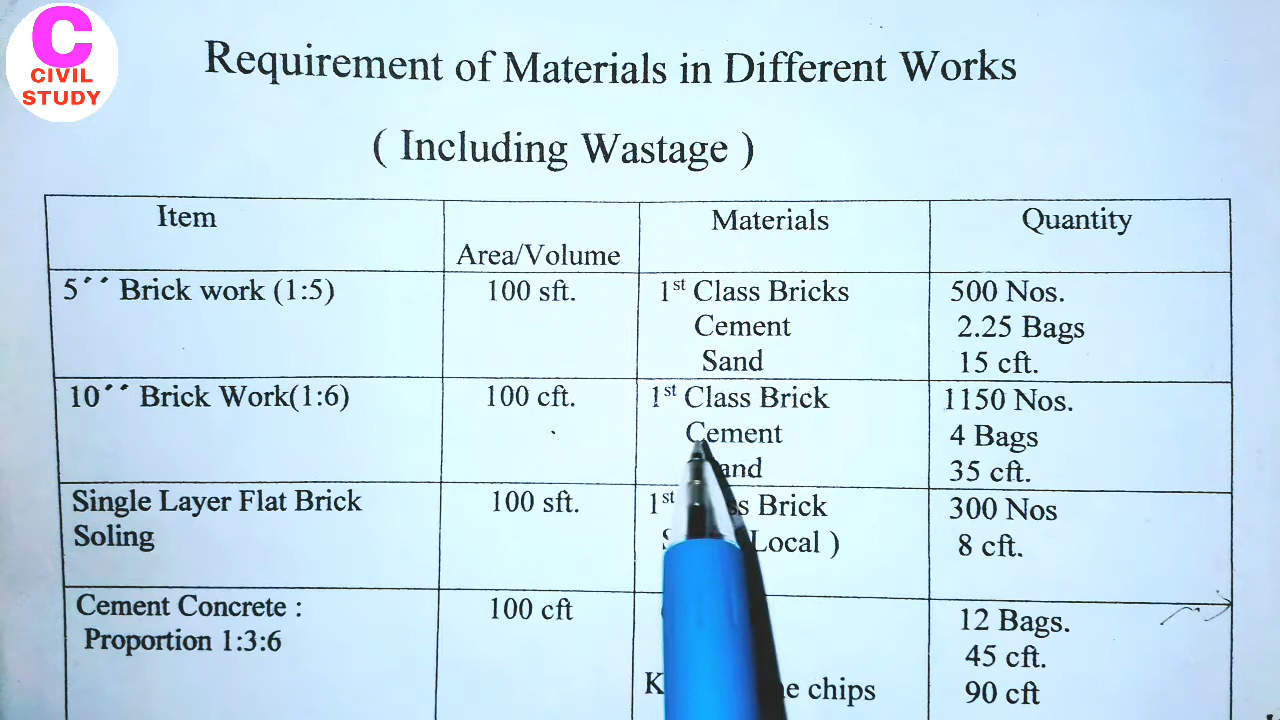 C
CIVIL
STUDY
Requirement of Materials in Different Works
( Including Wastage )
Item Area/Volume Materials Quantity
5´´ Brick work (1:5) 100 sft. 1st Class Bricks 500 Nos.
Cement 2.25 Bags
Sand 15 cft.
10´´ Brick Work(1:6) 100 cft. 1st Class Brick 1150 Nos.
Cement 4 Bags
35 cft.
Single Layer Flat Brick 100 sft. 1st Brick 300 Nos
Soling Local ) 8 cft.
Cement Concrete : 100 cft 12 Bags.
Proportion 1:3:6 45 cft.
chips 90 cft